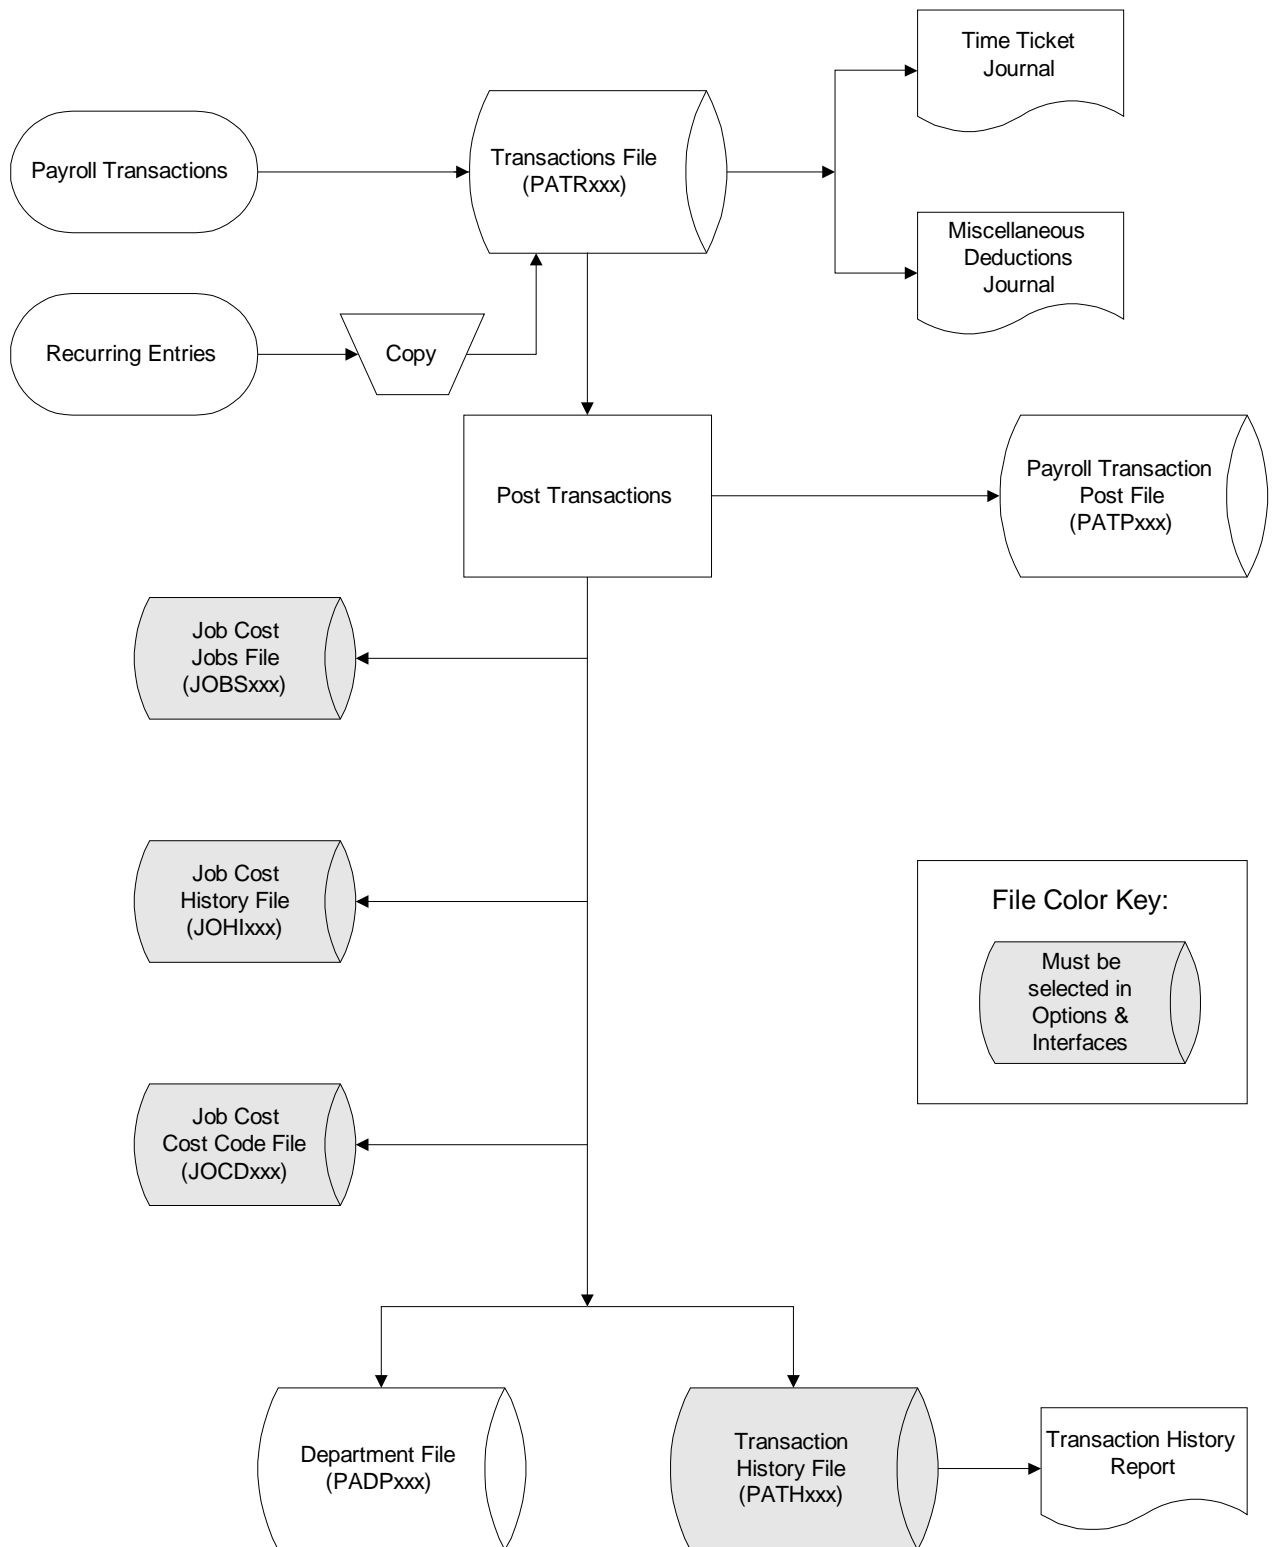 Time Ticket
Journal
Payroll Transactions
Transactions File
(PATRxxx)
Miscellaneous
Deductions
Journal
Recurring Entries
Copy
Post Transactions
Payroll Transaction
Post File
(PATPxxx)
Job Cost
Jobs File
(JOBSxxx)
Job Cost
History File
(JOHIxxx)
File Color Key:
Must be
selected in
Options &
Interfaces
Job Cost
Cost Code File
(JOCDxxx)
Department File
(PADPxxx)
Transaction
History File
(PATHxxx)
Transaction History
Report